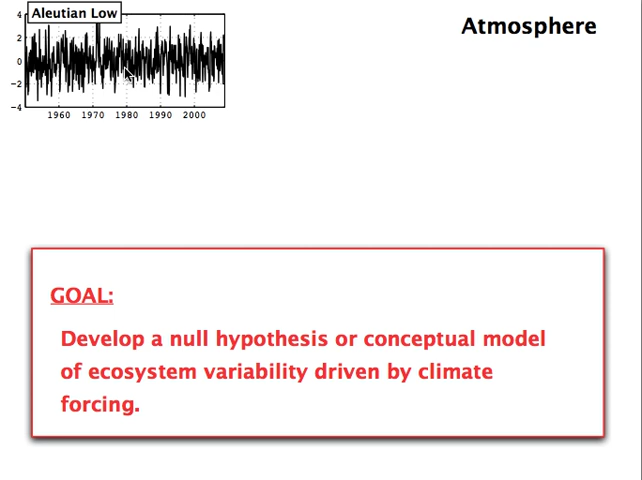 Aleutian Low
Atmosphere
4
2
0
−2
−4
1960 1970 1980 1990 2000
GOAL:
Develop a null hypothesis or conceptual model
of ecosystem variability driven by climate
forcing.